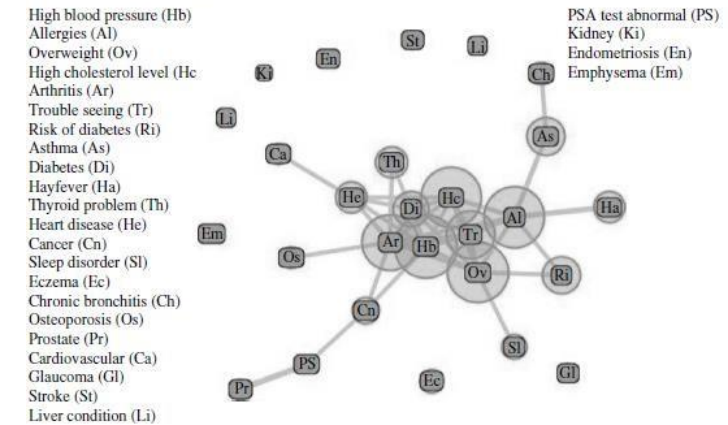 High blood pressure (Hb)
Allergies (Al)
Overweight (Ov)
High cholesterol level (Hc
Arthritis (Ar)
Trouble seeing (Tr)
Risk of diabetes (Ri)
Asthma (As)
Diabetes (Di)
Hayfever (Ha)
Thyroid problem (Th)
Heart disease (He)
Cancer (Cn)
Sleep disorder (Sl)
Eczema (Ec)
Chronic bronchitis (Ch)
Osteoporosis (Os)
Prostate (Pr)
Cardiovascular (Ca)
Glaucoma (Gl)
Stroke (St)
Liver condition (Li)
PSA test abnormal (PS)
Kidney (Ki)
Endometriosis (En)
Emphysema (Em)
St
Li
En
Ki
Ch
Li
As
Ca
Th
He
Hc
Di
Al
Ha
Em
Ar
Hb
Tr
Os
Ov
Ri
Cn
Sl
PS
Gl
Ec
Pr